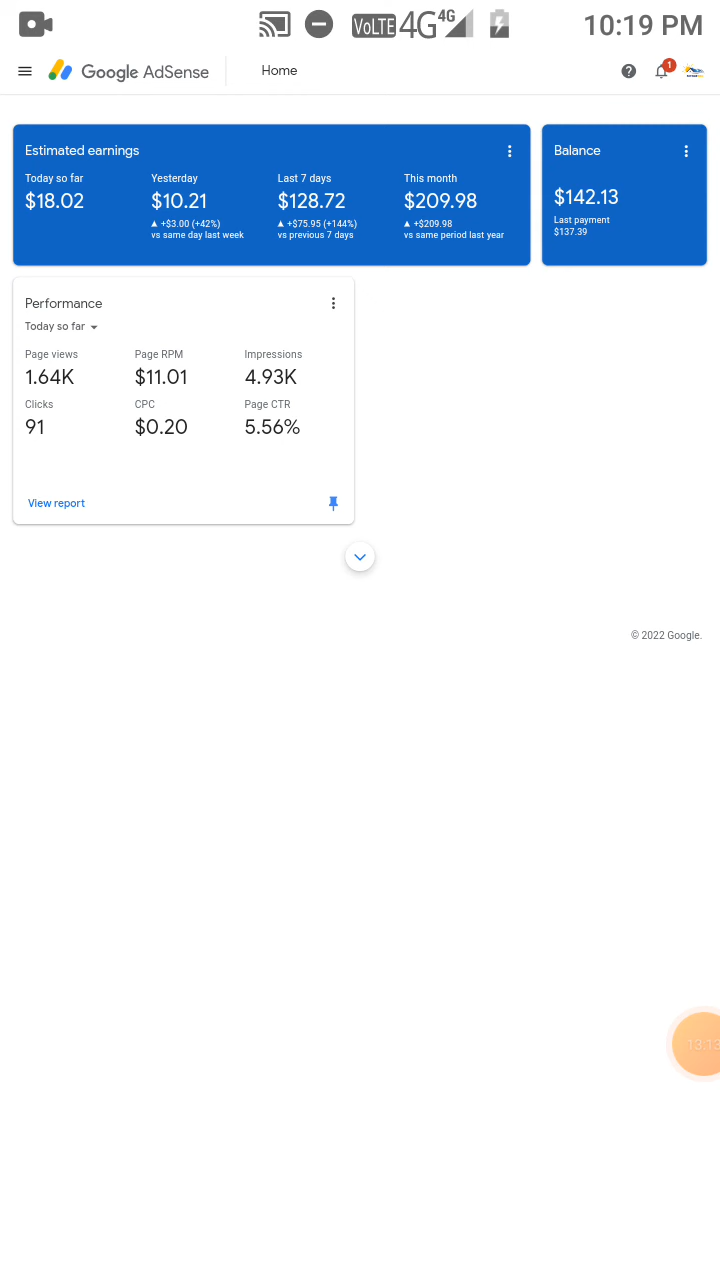 VoLTE 4G 4G 10:19 PM
Google AdSense Home 1
Estimated earnings
Today so far Yesterday Last 7 days This month
$18.02 $10.21 $128.72 $209.98
▲ +$3.00 (+42%) ▲ +$75.95 (+144%) ▲ +$209.98
vs same day last week vs previous 7 days vs same period last year
Balance
$142.13
Last payment
$137.39
Performance
Today so far
Page views Page RPM Impressions
1.64K $11.01 4.93K
Clicks CPC Page CTR
91 $0.20 5.56%
View report
© 2022 Google.
13:13